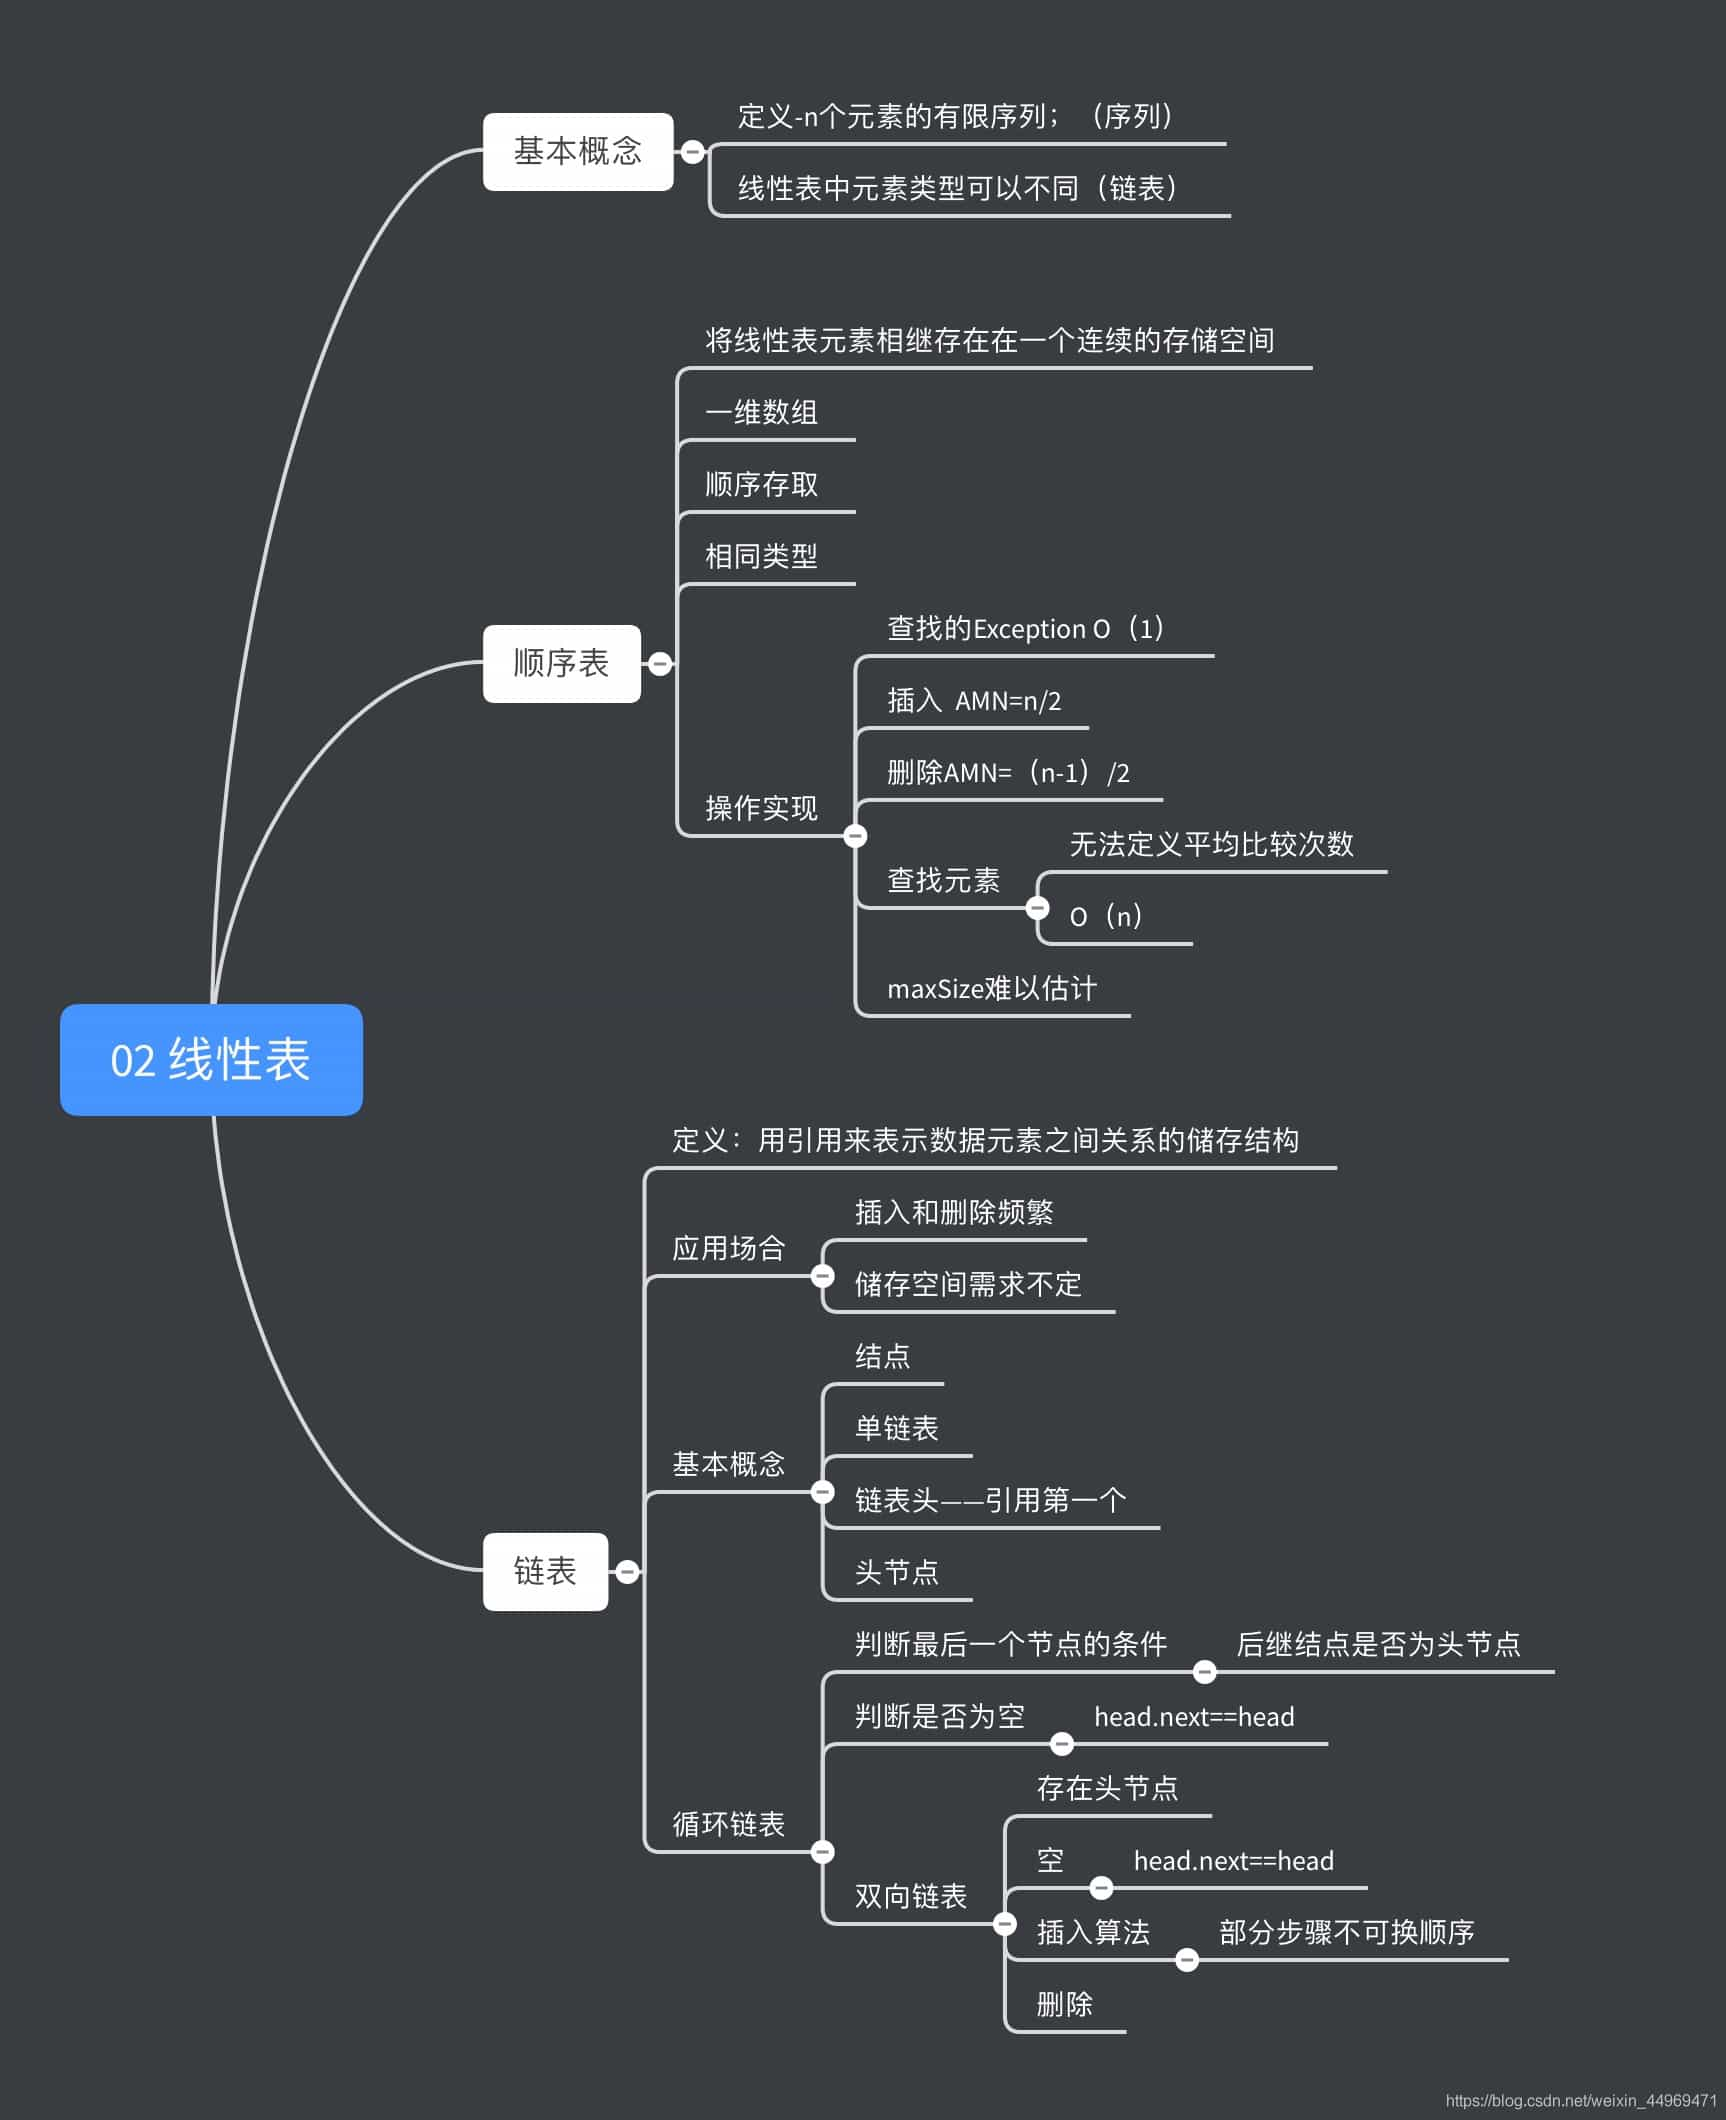 02 线性表
基本概念
定义-n个元素的有限序列；（序列）
线性表中元素类型可以不同（链表）
顺序表
将线性表元素相继存在在一个连续的存储空间
一维数组
顺序存取
相同类型
操作实现
查找的Exception O（1）
插入 AMN=n/2
删除AMN=（n-1）/2
查找元素
无法定义平均比较次数
O（n）
maxSize难以估计
链表
定义：用引用来表示数据元素之间关系的储存结构
应用场合
插入和删除频繁
储存空间需求不定
基本概念
结点
单链表
链表头——引用第一个
头节点
循环链表
判断最后一个节点的条件
后继结点是否为头节点
判断是否为空
head.next==head
双向链表
存在头节点
空
head.next==head
插入算法
部分步骤不可换顺序
删除
https://blog.csdn.net/weixin_44969471